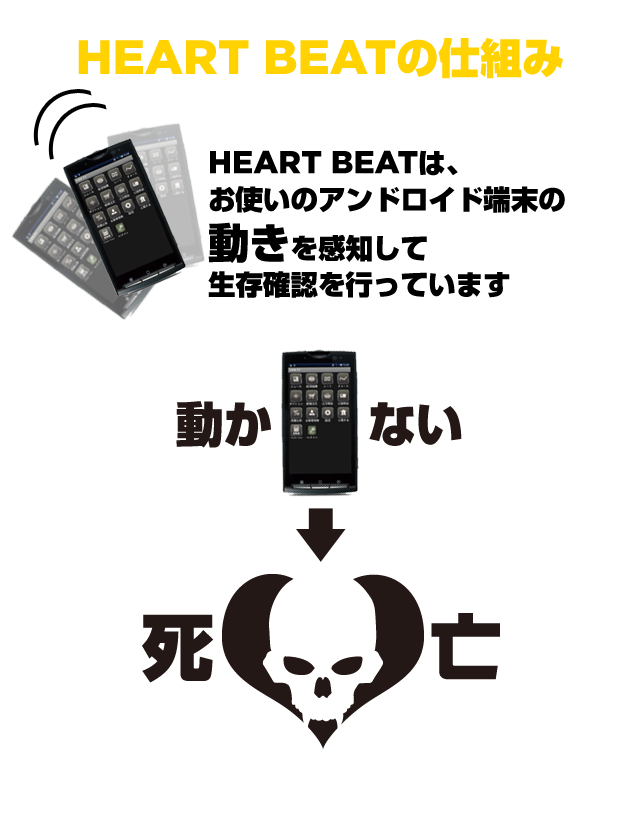 HEART BEATの仕組み
HEART BEATは、
お使いのアンドロイド端末の
動きを感知して
生存確認を行っています
動かない
死亡